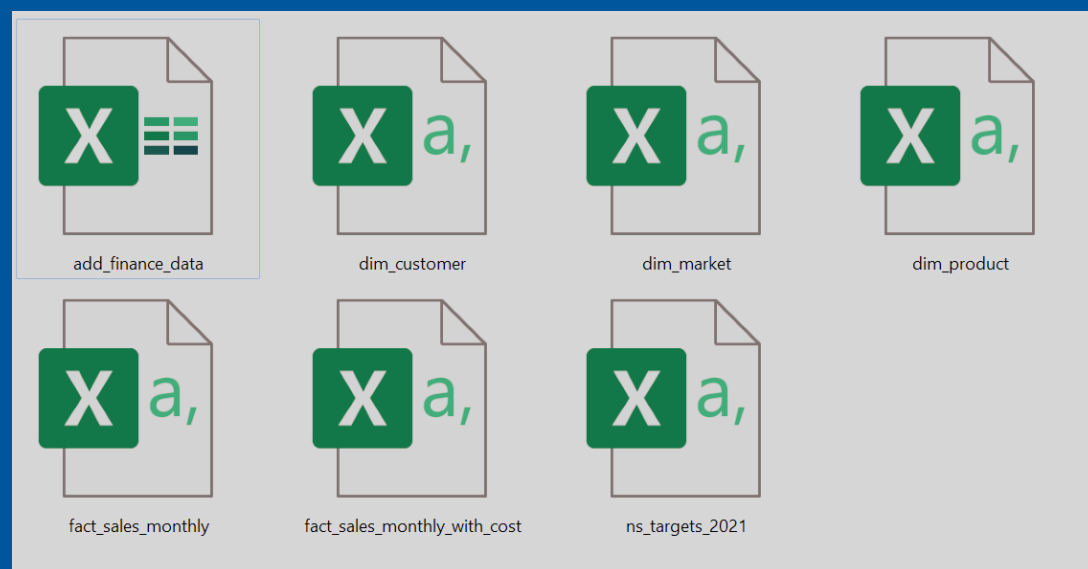 X
add_finance_data
X a,
dim_customer
X a,
dim_market
X a,
dim_product
X a,
fact_sales_monthly
X a,
fact_sales_monthly_with_cost
X a,
ns_targets_2021